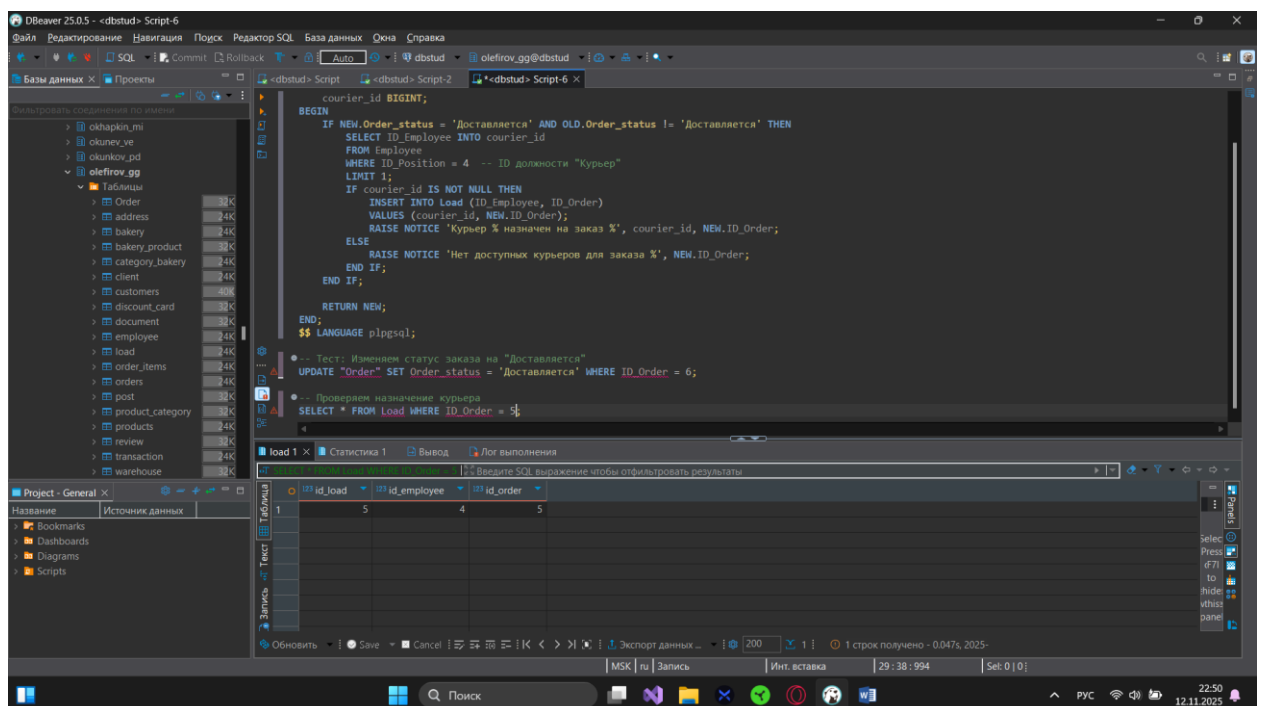 DBeaver 25.0.5 - <dbstud> Script-6
Файл Редактирование Навигация Поиск Редактор SQL База данных Окна Справка
SQL Commit Rollback Auto dbstud olefirov_gg@dbstud
Базы данных Проекты
<dbstud> Script <dbstud> Script-2 *<dbstud> Script-6
Фильтровать соединения по имени
okhapkin_mi
okunev_ve
okunkov_pd
olefirov_gg
Таблицы
Order 32K
address 24K
bakery 24K
bakery_product 32K
category_bakery 24K
client 24K
customers 40K
discount_card 32K
document 32K
employee 24K
load 24K
order_items 24K
orders 24K
post 24K
product_category 32K
products 24K
review 32K
transaction 24K
warehouse 32K
courier_id BIGINT;
BEGIN
IF NEW.Order_status = 'Доставляется' AND OLD.Order_status != 'Доставляется' THEN
SELECT ID_Employee INTO courier_id
FROM Employee
WHERE ID_Position = 4 -- ID должности "Курьер"
LIMIT 1;
IF courier_id IS NOT NULL THEN
INSERT INTO Load (ID_Employee, ID_Order)
VALUES (courier_id, NEW.ID_Order);
RAISE NOTICE 'Курьер % назначен на заказ %', courier_id, NEW.ID_Order;
ELSE
RAISE NOTICE 'Нет доступных курьеров для заказа %', NEW.ID_Order;
END IF;
END IF;
RETURN NEW;
END;
$$ LANGUAGE plpgsql;
-- Тест: Изменяем статус заказа на "Доставляется"
UPDATE "Order" SET Order_status = 'Доставляется' WHERE ID_Order = 6;
-- Проверяем назначение курьера
SELECT * FROM Load WHERE ID_Order = 5;
Project - General
Название Источник данных
Bookmarks
Dashboards
Diagrams
Scripts
load 1 Статистика 1 Вывод Лог выполнения
SELECT * FROM Load WHERE ID_Order = 5 Введите SQL выражение чтобы отфильтровать результаты
Таблица
Текст
Запись
id_load id_employee id_order
1 5 4 5
Panels
Selec
Press
(F7)
to
hide
this
panel
Обновить Save Cancel Экспорт данных ... 200 1 1 строк получено - 0.047s, 2025-
MSK ru Запись Инт. вставка 29 : 38 : 994 Sel: 0 | 0
Поиск
РУС
22:50
12.11.2025